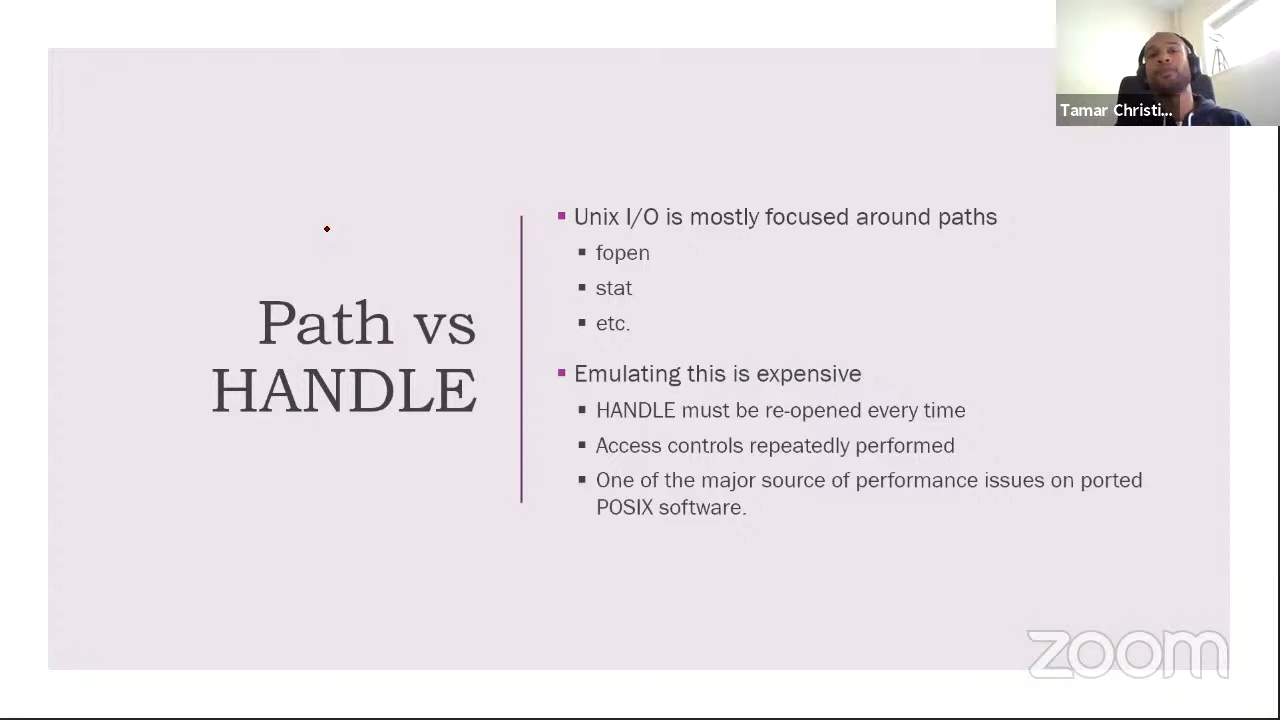 Tamar Christi...
Path vs
HANDLE
Unix I/O is mostly focused around paths
fopen
stat
etc.
Emulating this is expensive
HANDLE must be re-opened every time
Access controls repeatedly performed
One of the major source of performance issues on ported
POSIX software.
zoom